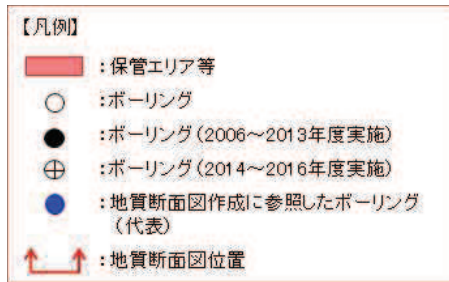 【凡例】
：保管エリア等
：ボーリング
：ボーリング（2006～2013年度実施）
：ボーリング（2014～2016年度実施）
：地質断面図作成に参照したボーリング
（代表）
：地質断面図位置